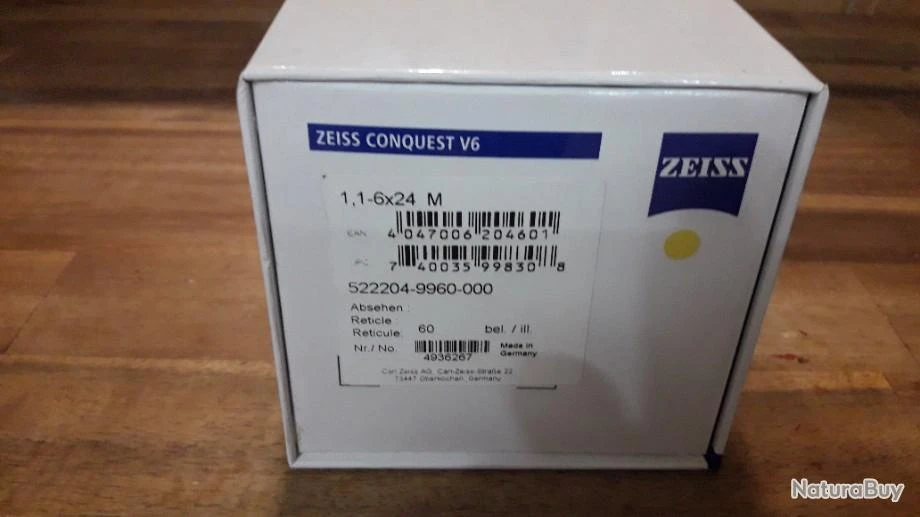 ZEISS CONQUEST V6
ZEISS
1,1-6x24 M
EAN
4 047006 204601
7 40035 99830 8
522204-9960-000
Absehen :
Reticle :
Reticule: 60 bel. / ill.
Nr./ No. 4936267 Made in
Germany
Carl Zeiss AG, Carl-Zeiss-Straße 22
73447 Oberkochen, Germany
NaturaBuy